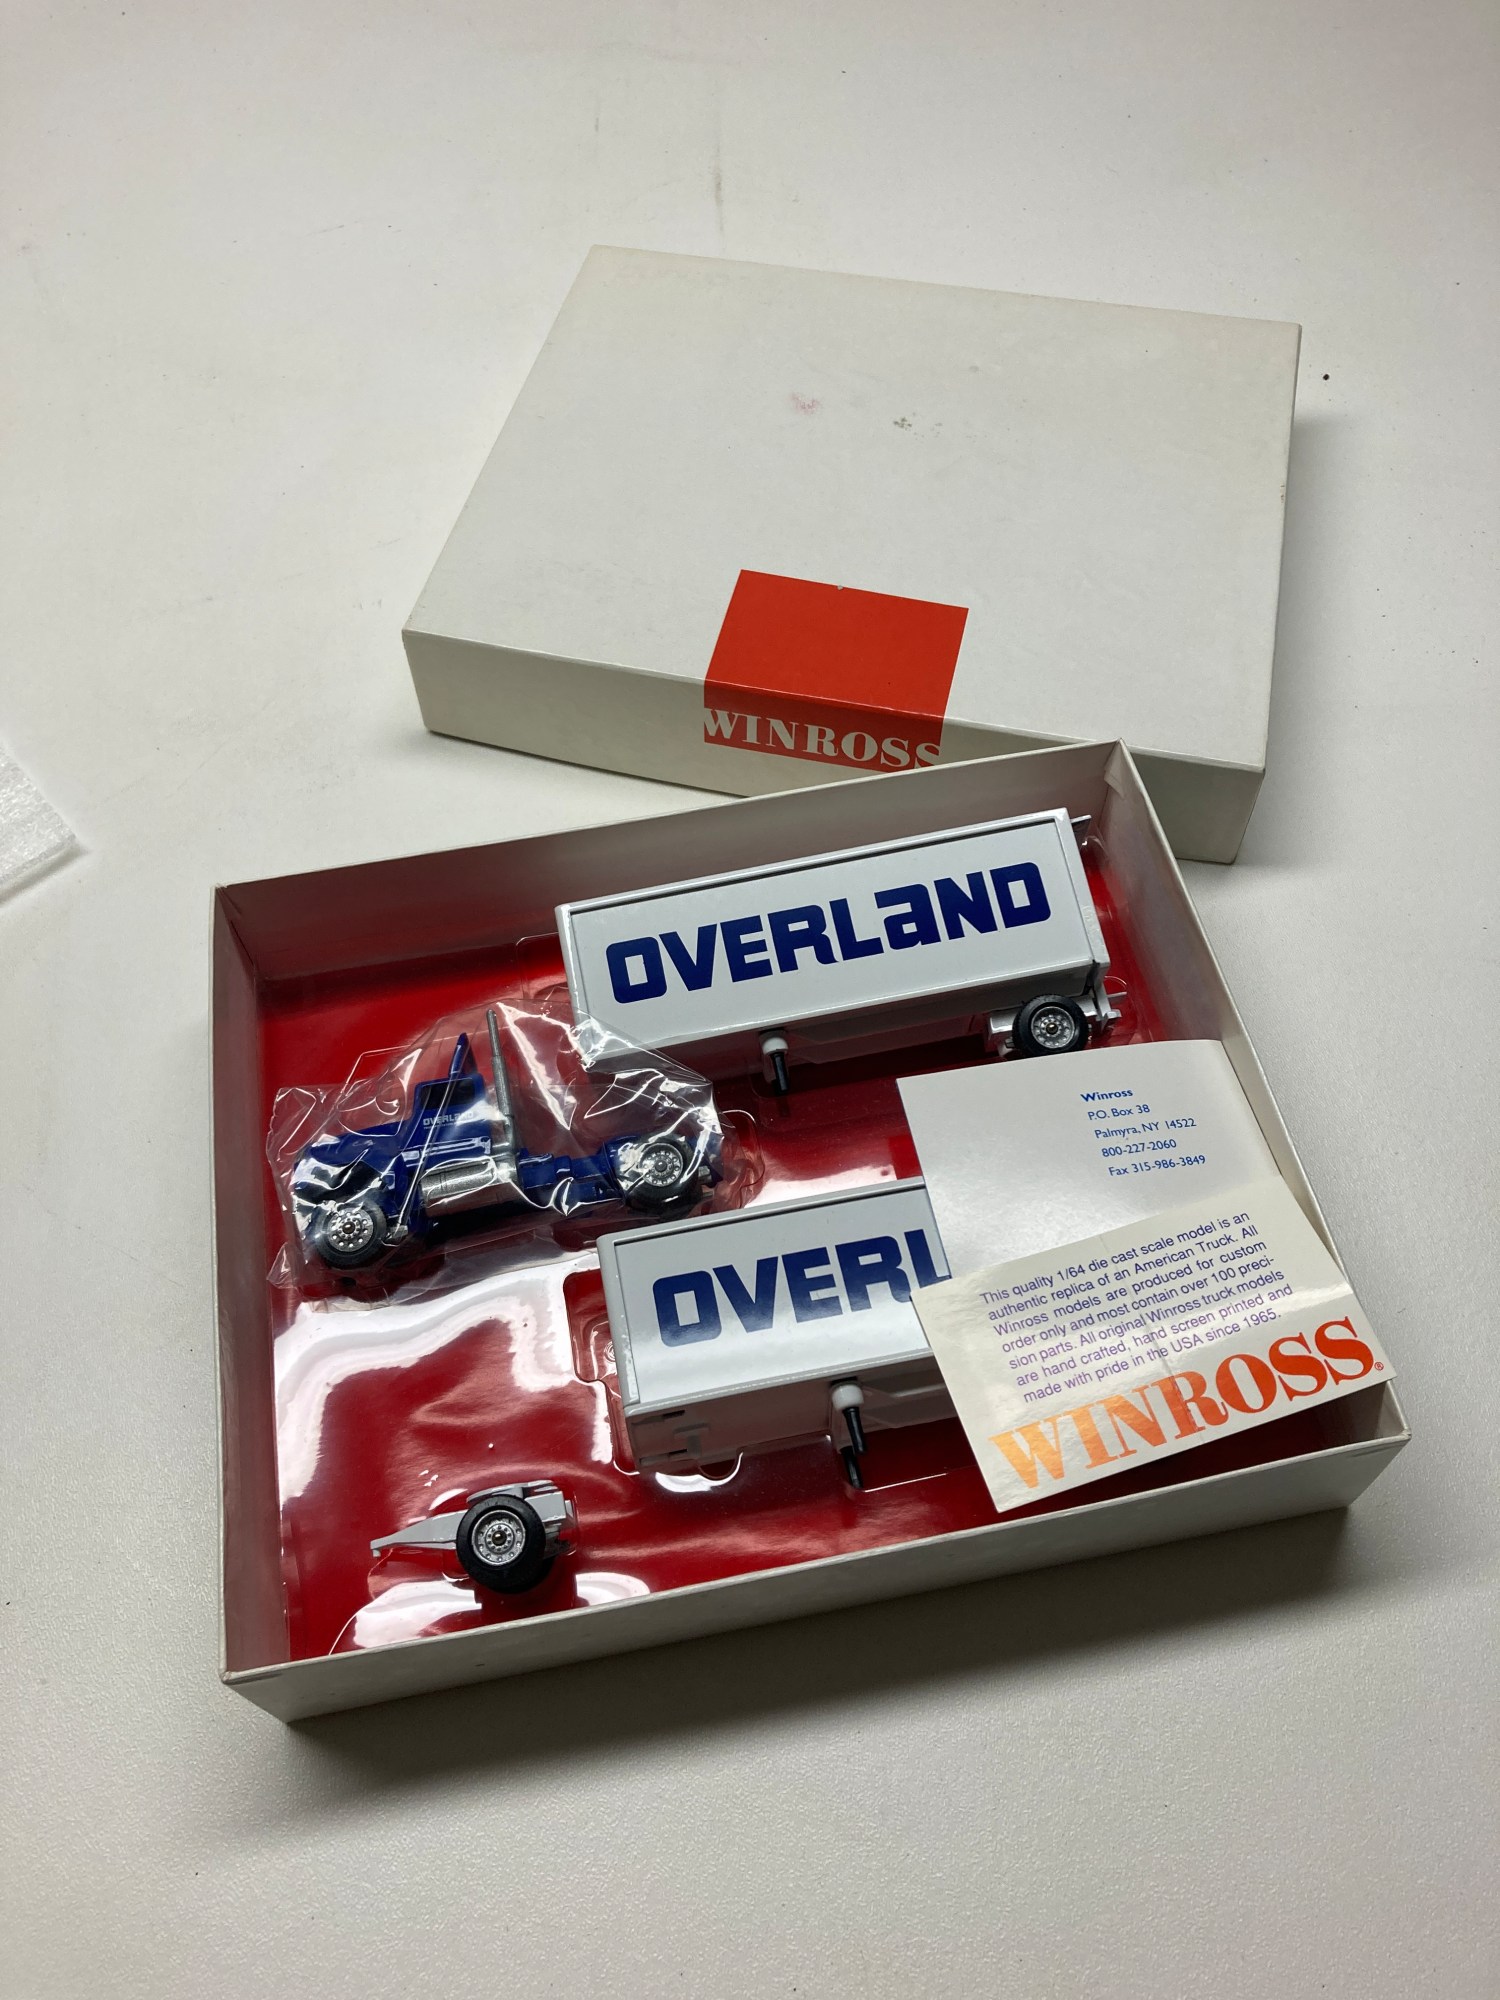 WINROSS
OVERLaND
OVERLA
Winross
P.O. Box 38
Palmyra, NY 14522
800-227-2060
Fax 315-986-3849
OVERL
This quality 1/64 die cast scale model is an
authentic replica of an American Truck. All
Winross models are produced for custom
order only and most contain over 100 preci-
sion parts. All original Winross truck models
are hand crafted, hand screen printed and
made with pride in the USA since 1965.
WINROSS®